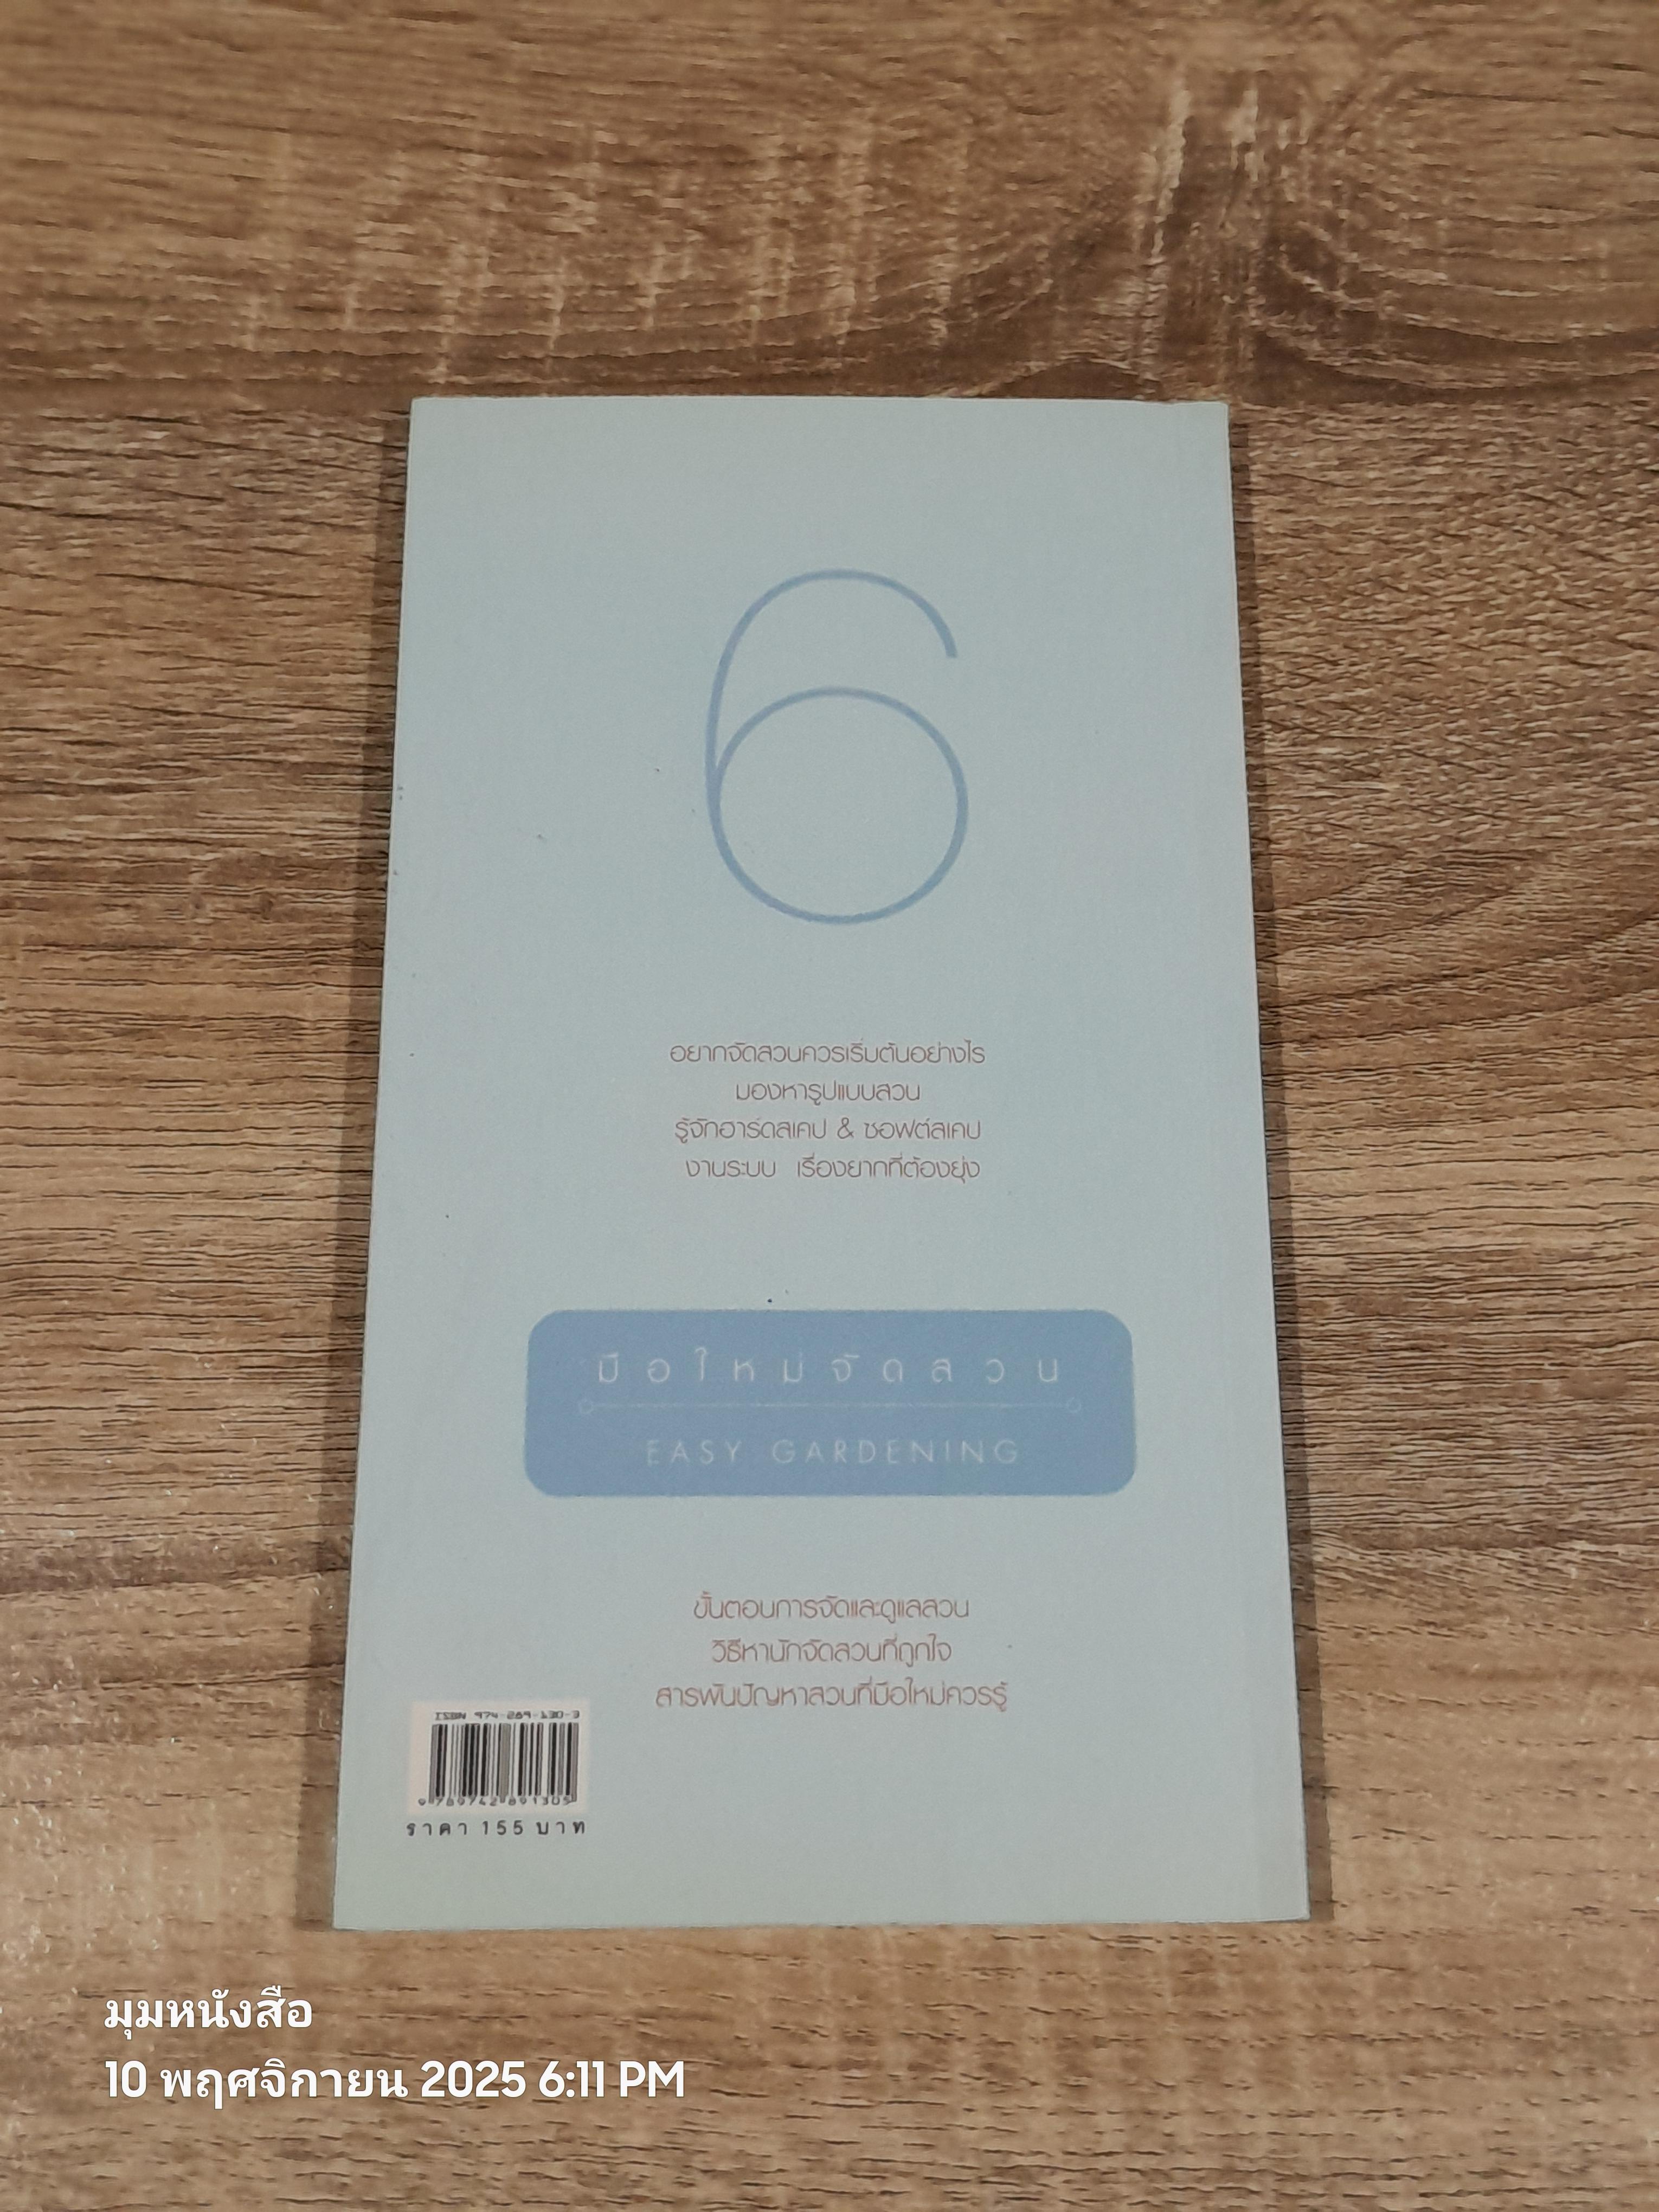 6
อยากจัดสวนควรเริ่มต้นอย่างไร
มองหารูปแบบสวน
รู้จักฮาร์ดสเคป & ซอฟต์สเคป
งานระบบ เรื่องยากที่ต้องยุ่ง
มือใหม่จัดสวน
EASY GARDENING
ขั้นตอนการจัดและดูแลสวน
วิธีหานักจัดสวนที่ถูกใจ
สารพันปัญหาสวนที่มือใหม่ควรรู้
ISBN 974-289-130-3
9 789742 891305
ราคา 155 บาท
มุมหนังสือ
10 พฤศจิกายน 2025 6:11 PM